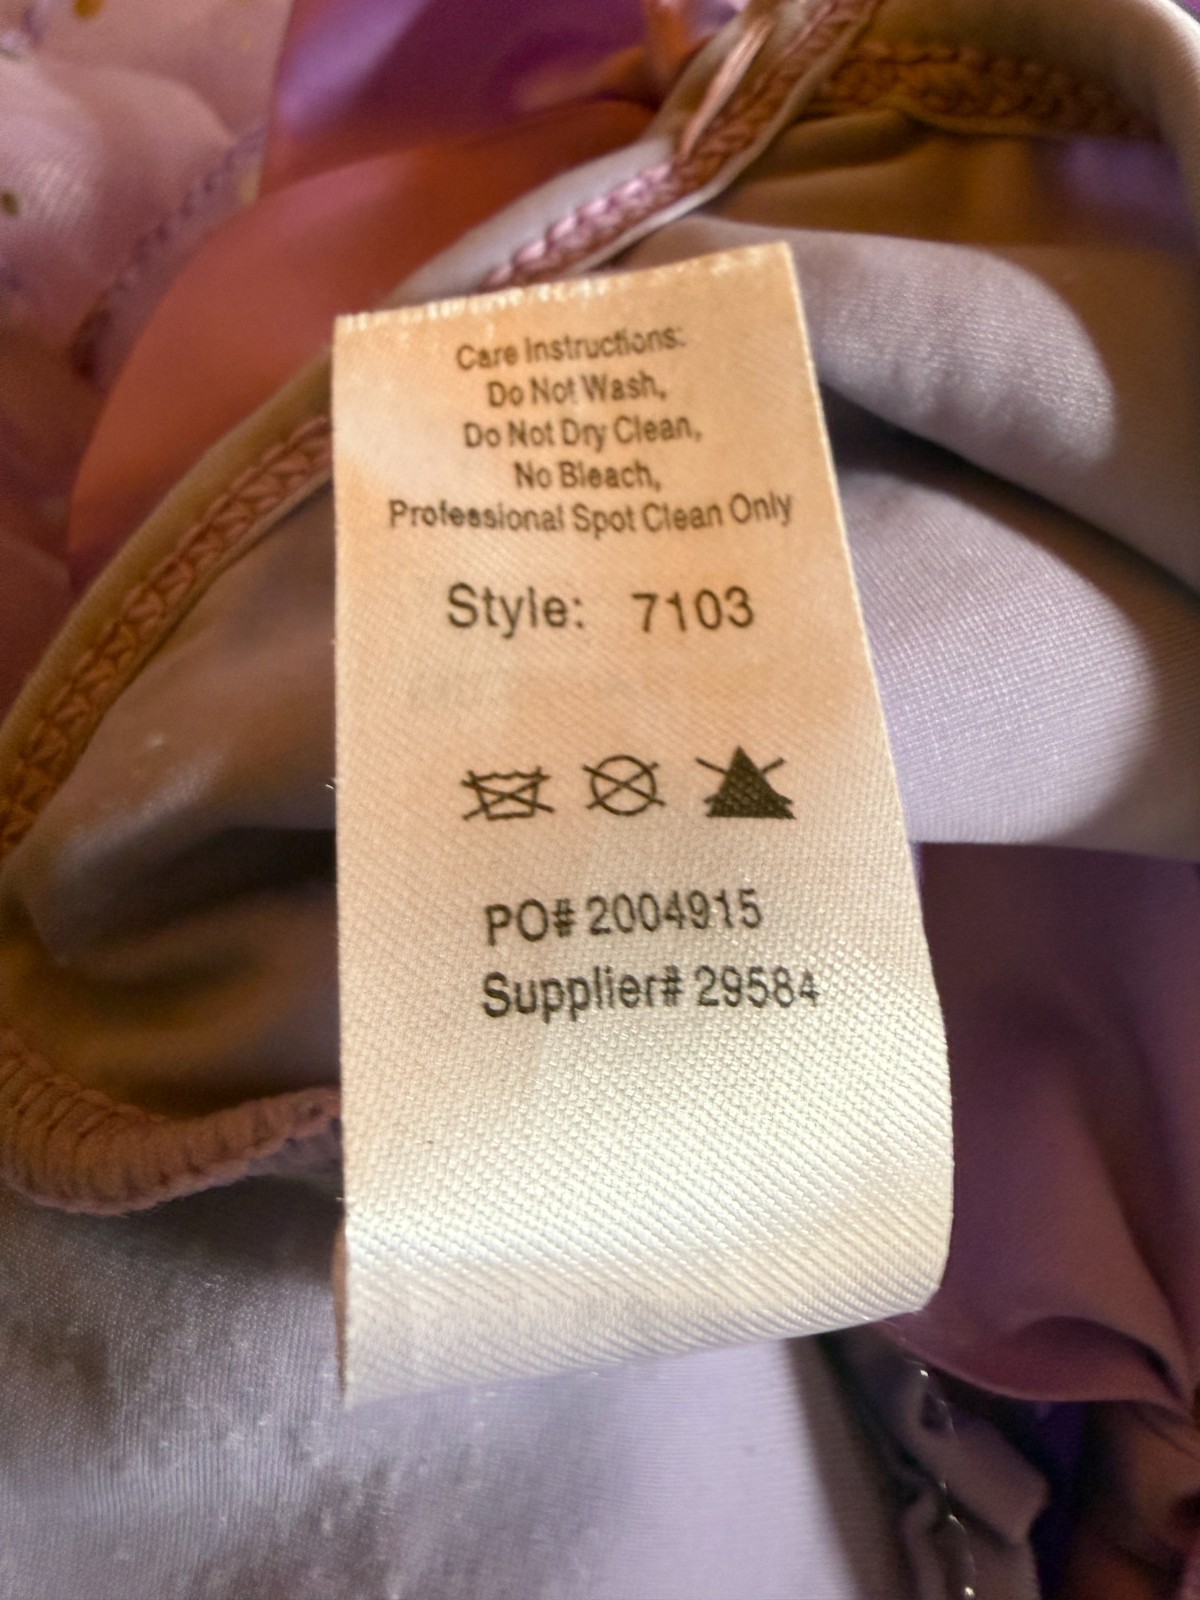 Care Instructions:
Do Not Wash,
Do Not Dry Clean,
No Bleach,
Professional Spot Clean Only
Style: 7103
PO# 2004915
Supplier# 29584